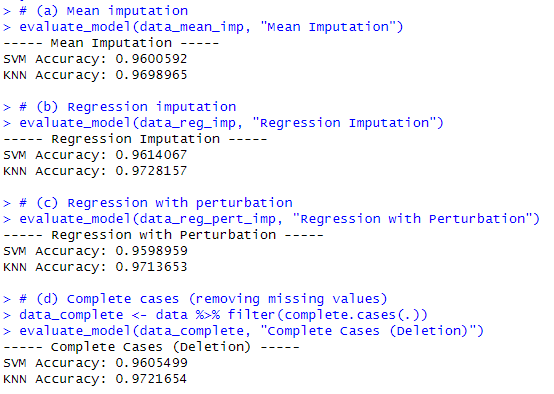 > # (a) Mean imputation
> evaluate_model(data_mean_imp, "Mean Imputation")
----- Mean Imputation -----
SVM Accuracy: 0.9600592
KNN Accuracy: 0.9698965
> # (b) Regression imputation
> evaluate_model(data_reg_imp, "Regression Imputation")
----- Regression Imputation -----
SVM Accuracy: 0.9614067
KNN Accuracy: 0.9728157
> # (c) Regression with perturbation
> evaluate_model(data_reg_pert_imp, "Regression with Perturbation")
----- Regression with Perturbation -----
SVM Accuracy: 0.9598959
KNN Accuracy: 0.9713653
> # (d) Complete cases (removing missing values)
> data_complete <- data %>% filter(complete.cases(.))
> evaluate_model(data_complete, "Complete Cases (Deletion)")
----- Complete Cases (Deletion) -----
SVM Accuracy: 0.9605499
KNN Accuracy: 0.9721654